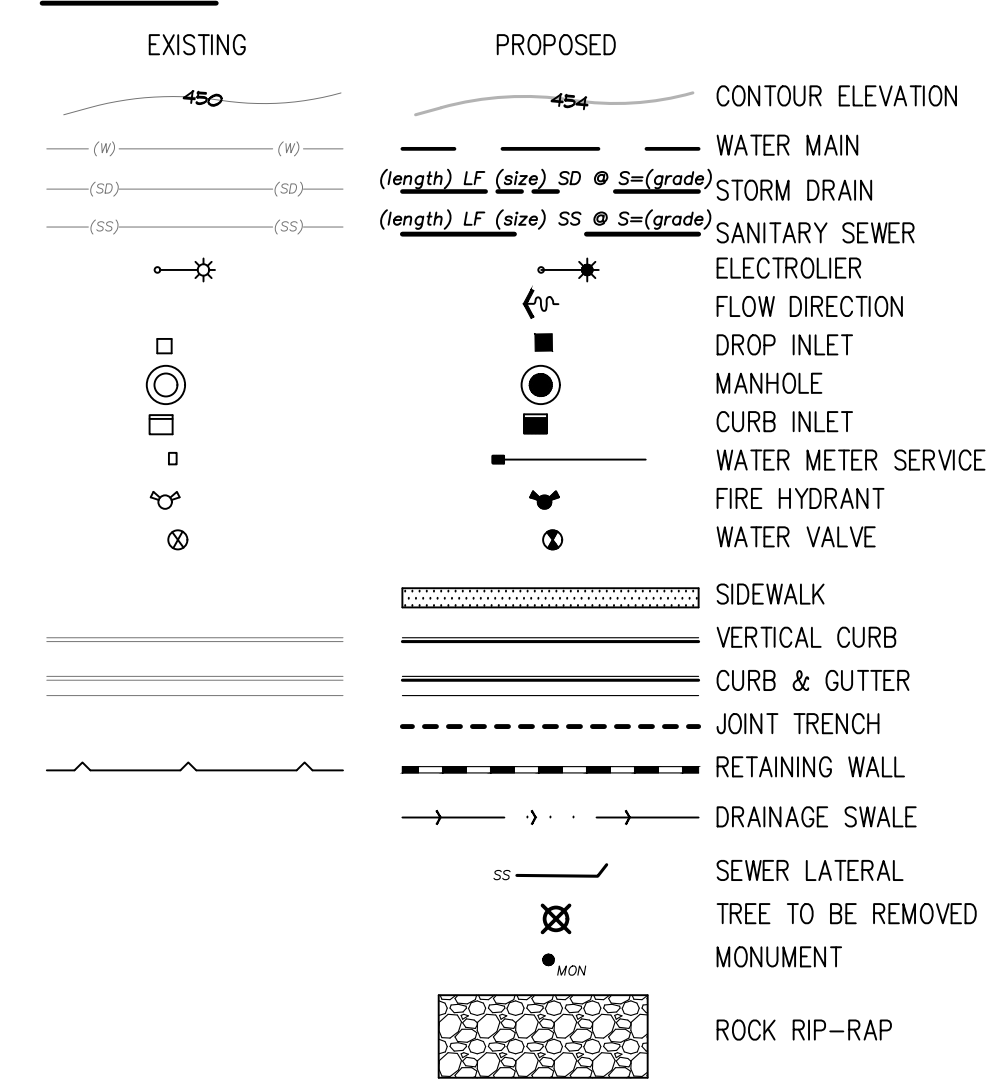 EXISTING PROPOSED
450 454 CONTOUR ELEVATION
(W) (W) WATER MAIN
(SD) (SD) (length) LF (size) SD @ S=(grade) STORM DRAIN
(SS) (SS) (length) LF (size) SS @ S=(grade) SANITARY SEWER
ELECTROLIER
FLOW DIRECTION
DROP INLET
MANHOLE
CURB INLET
WATER METER SERVICE
FIRE HYDRANT
WATER VALVE
SIDEWALK
VERTICAL CURB
CURB & GUTTER
JOINT TRENCH
RETAINING WALL
DRAINAGE SWALE
SS SEWER LATERAL
TREE TO BE REMOVED
MON MONUMENT
ROCK RIP-RAP